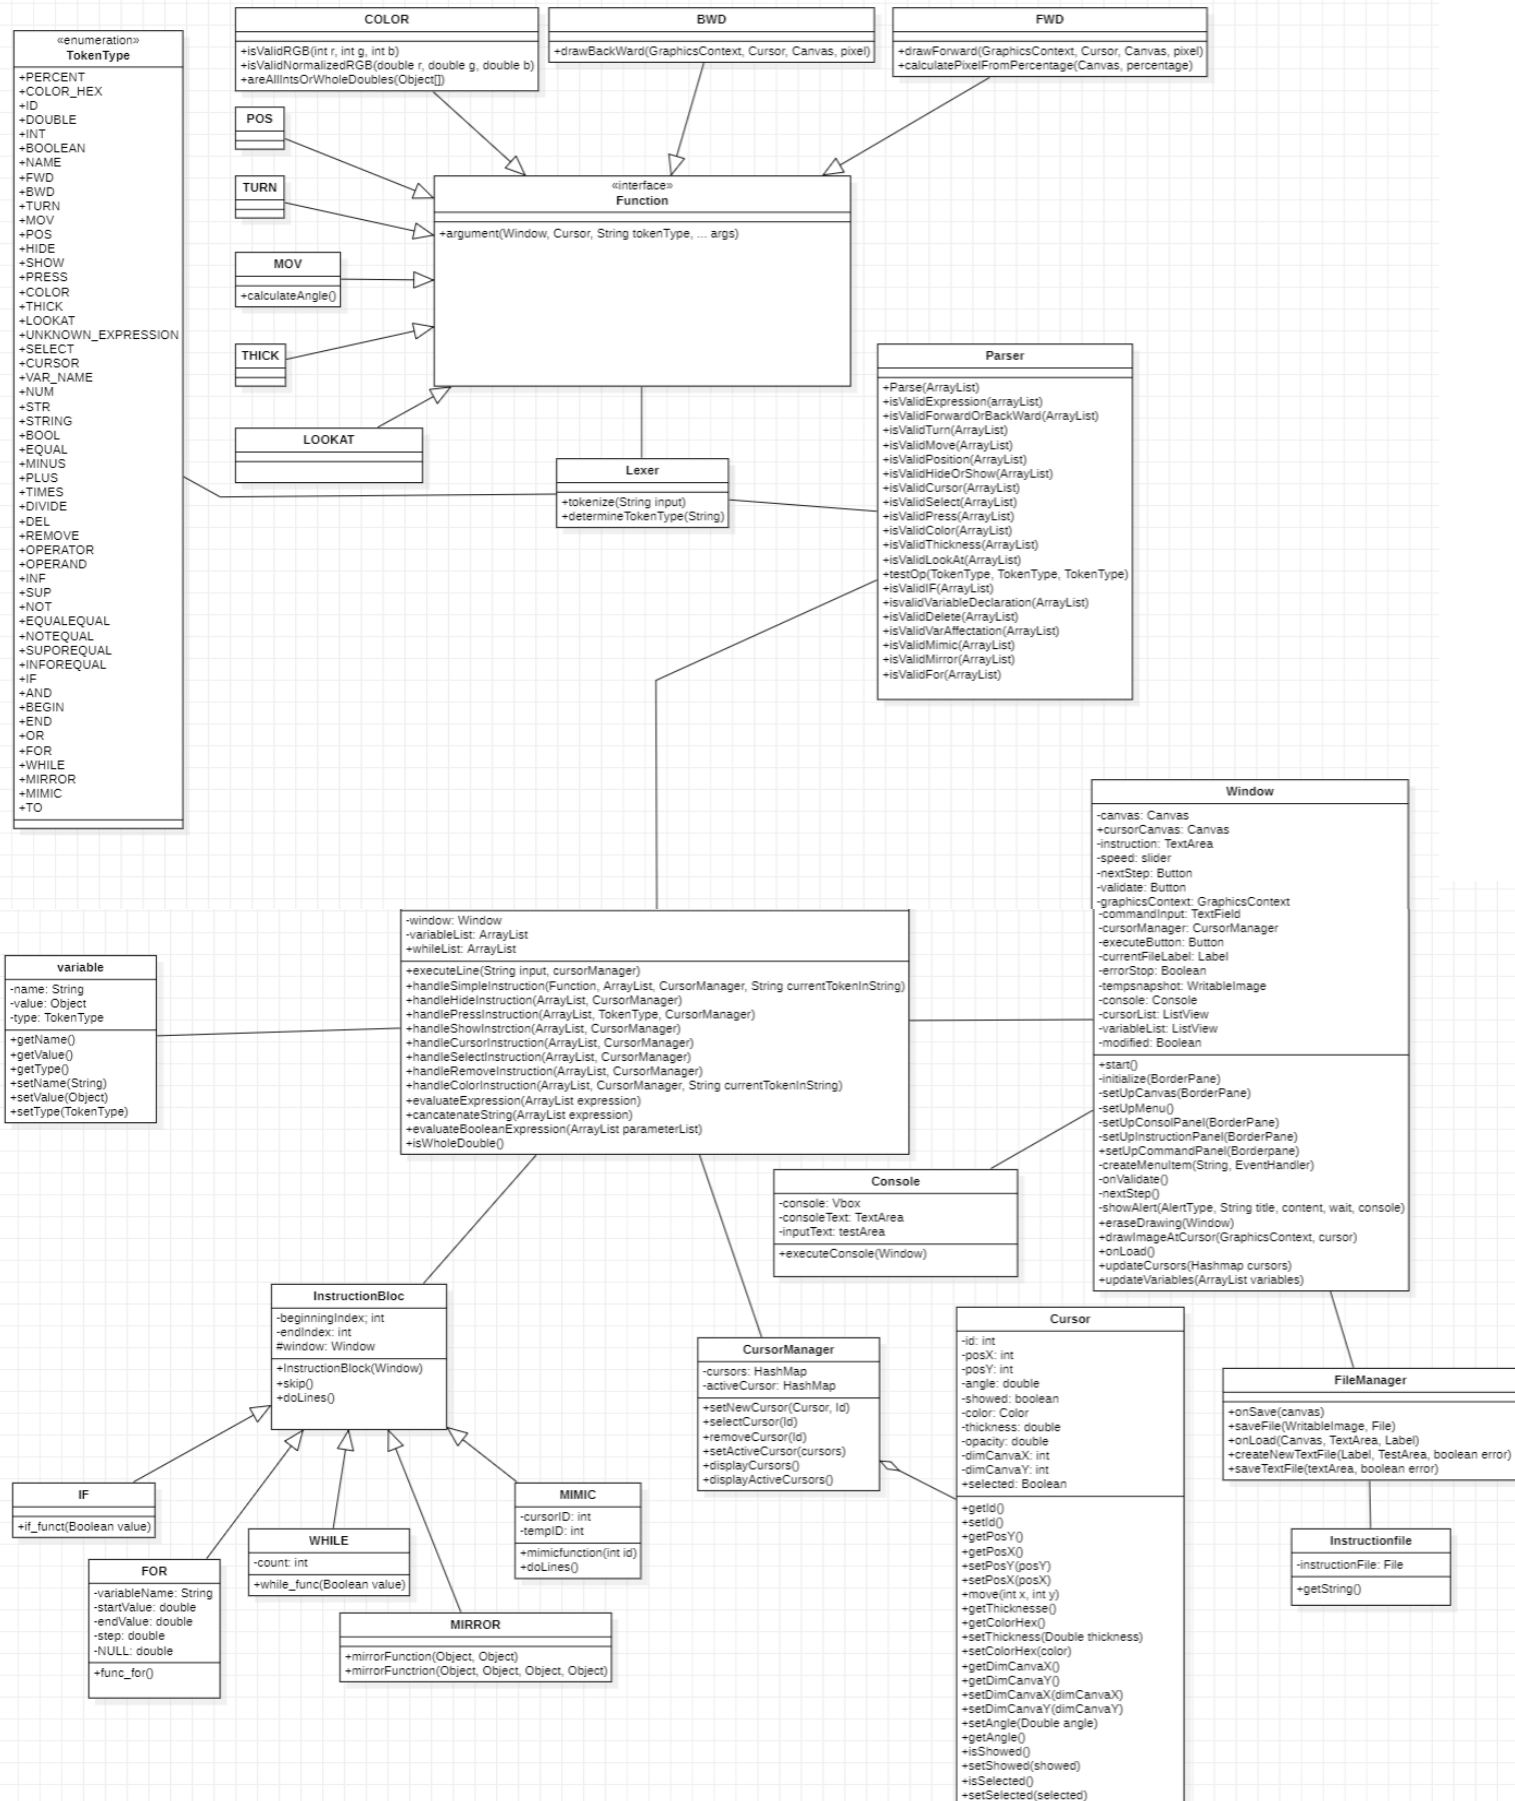 «enumeration»
TokenType
+PERCENT
+COLOR_HEX
+ID
+DOUBLE
+INT
+BOOLEAN
+NAME
+FWD
+BWD
+TURN
+MOV
+POS
+HIDE
+SHOW
+PRESS
+COLOR
+THICK
+LOOKAT
+UNKNOWN_EXPRESSION
+SELECT
+CURSOR
+VAR_NAME
+NUM
+STR
+STRING
+BOOL
+EQUAL
+MINUS
+PLUS
+TIMES
+DIVIDE
+DEL
+REMOVE
+OPERATOR
+OPERAND
+INF
+SUP
+NOT
+EQUALEQUAL
+NOTEQUAL
+SUPOREQUAL
+INFOREQUAL
+IF
+AND
+BEGIN
+END
+OR
+FOR
+WHILE
+MIRROR
+MIMIC
+TO
COLOR
+isValidRGB(int r, int g, int b)
+isValidNormalizedRGB(double r, double g, double b)
+areAllIntsOrWholeDoubles(Object[])
BWD
+drawBackWard(GraphicsContext, Cursor, Canvas, pixel)
FWD
+drawForward(GraphicsContext, Cursor, Canvas, pixel)
+calculatePixelFromPercentage(Canvas, percentage)
POS
TURN
MOV
+calculateAngle()
THICK
LOOKAT
«interface»
Function
+argument(Window, Cursor, String tokenType, ... args)
Lexer
+tokenize(String input)
+determineTokenType(String)
Parser
+Parse(ArrayList)
+isValidExpression(arrayList)
+isValidForwardOrBackWard(ArrayList)
+isValidTurn(ArrayList)
+isValidMove(ArrayList)
+isValidPosition(ArrayList)
+isValidHideOrShow(ArrayList)
+isValidCursor(ArrayList)
+isValidSelect(ArrayList)
+isValidPress(ArrayList)
+isValidColor(ArrayList)
+isValidThickness(ArrayList)
+isValidLookAt(ArrayList)
+testOp(TokenType, TokenType, TokenType)
+isValidIF(ArrayList)
+isvalidVariableDeclaration(ArrayList)
+isValidDelete(ArrayList)
+isValidVarAffectation(ArrayList)
+isValidMimic(ArrayList)
+isValidMirror(ArrayList)
+isValidFor(ArrayList)
Window
-canvas: Canvas
+cursorCanvas: Canvas
-instruction: TextArea
-speed: slider
-nextStep: Button
-validate: Button
-graphicsContext: GraphicsContext
-commandInput: TextField
-cursorManager: CursorManager
-executeButton: Button
-currentFileLabel: Label
-errorStop: Boolean
-tempsnapshot: WritableImage
-console: Console
-cursorList: ListView
-variableList: ListView
-modified: Boolean
+start()
-initialize(BorderPane)
-setUpCanvas(BorderPane)
-setUpMenu()
-setUpConsolPanel(BorderPane)
-setUpInstructionPanel(BorderPane)
+setUpCommandPanel(Borderpane)
-createMenuItem(String, EventHandler)
-onValidate()
-nextStep()
-showAlert(AlertType, String title, content, wait, console)
+eraseDrawing(Window)
+drawImageAtCursor(GraphicsContext, cursor)
+onLoad()
+updateCursors(Hashmap cursors)
+updateVariables(ArrayList variables)
variable
-name: String
-value: Object
-type: TokenType
+getName()
+getValue()
+getType()
+setName(String)
+setValue(Object)
+setType(TokenType)
-window: Window
-variableList: ArrayList
+whileList: ArrayList
+executeLine(String input, cursorManager)
+handleSimpleInstruction(Function, ArrayList, CursorManager, String currentTokenInString)
+handleHideInstruction(ArrayList, CursorManager)
+handlePressInstruction(ArrayList, TokenType, CursorManager)
+handleShowInstrction(ArrayList, CursorManager)
+handleCursorInstruction(ArrayList, CursorManager)
+handleSelectInstruction(ArrayList, CursorManager)
+handleRemoveInstruction(ArrayList, CursorManager)
+handleColorInstruction(ArrayList, CursorManager, String currentTokenInString)
+evaluateExpression(ArrayList expression)
+cancatenateString(ArrayList expression)
+evaluateBooleanExpression(ArrayList parameterList)
+isWholeDouble()
Console
-console: Vbox
-consoleText: TextArea
-inputText: testArea
+executeConsole(Window)
InstructionBloc
-beginningIndex; int
-endIndex: int
#window: Window
+InstructionBlock(Window)
+skip()
+doLines()
CursorManager
-cursors: HashMap
-activeCursor: HashMap
+setNewCursor(Cursor, Id)
+selectCursor(Id)
+removeCursor(Id)
+setActiveCursor(cursors)
+displayCursors()
+displayActiveCursors()
Cursor
-id: int
-posX: int
-posY: int
-angle: double
-showed: boolean
-color: Color
-thickness: double
-opacity: double
-dimCanvaX: int
-dimCanvaY: int
+selected: Boolean
+getId()
+setId()
+getPosY()
+getPosX()
+setPosY(posY)
+setPosX(posX)
+move(int x, int y)
+getThicknesse()
+getColorHex()
+setThickness(Double thickness)
+setColorHex(color)
+getDimCanvaX()
+getDimCanvaY()
+setDimCanvaX(dimCanvaX)
+setDimCanvaY(dimCanvaY)
+setAngle(Double angle)
+getAngle()
+isShowed()
+setShowed(showed)
+isSelected()
+setSelected(selected)
FileManager
+onSave(canvas)
+saveFile(WritableImage, File)
+onLoad(Canvas, TextArea, Label)
+createNewTextFile(Label, TestArea, boolean error)
+saveTextFile(textArea, boolean error)
Instructionfile
-instructionFile: File
+getString()
IF
+if_funct(Boolean value)
FOR
-variableName: String
-startValue: double
-endValue: double
-step: double
-NULL: double
+func_for()
WHILE
-count: int
+while_func(Boolean value)
MIRROR
+mirrorFunction(Object, Object)
+mirrorFunctrion(Object, Object, Object, Object)
MIMIC
-cursorID: int
-tempID: int
+mimicfunction(int id)
+doLines()